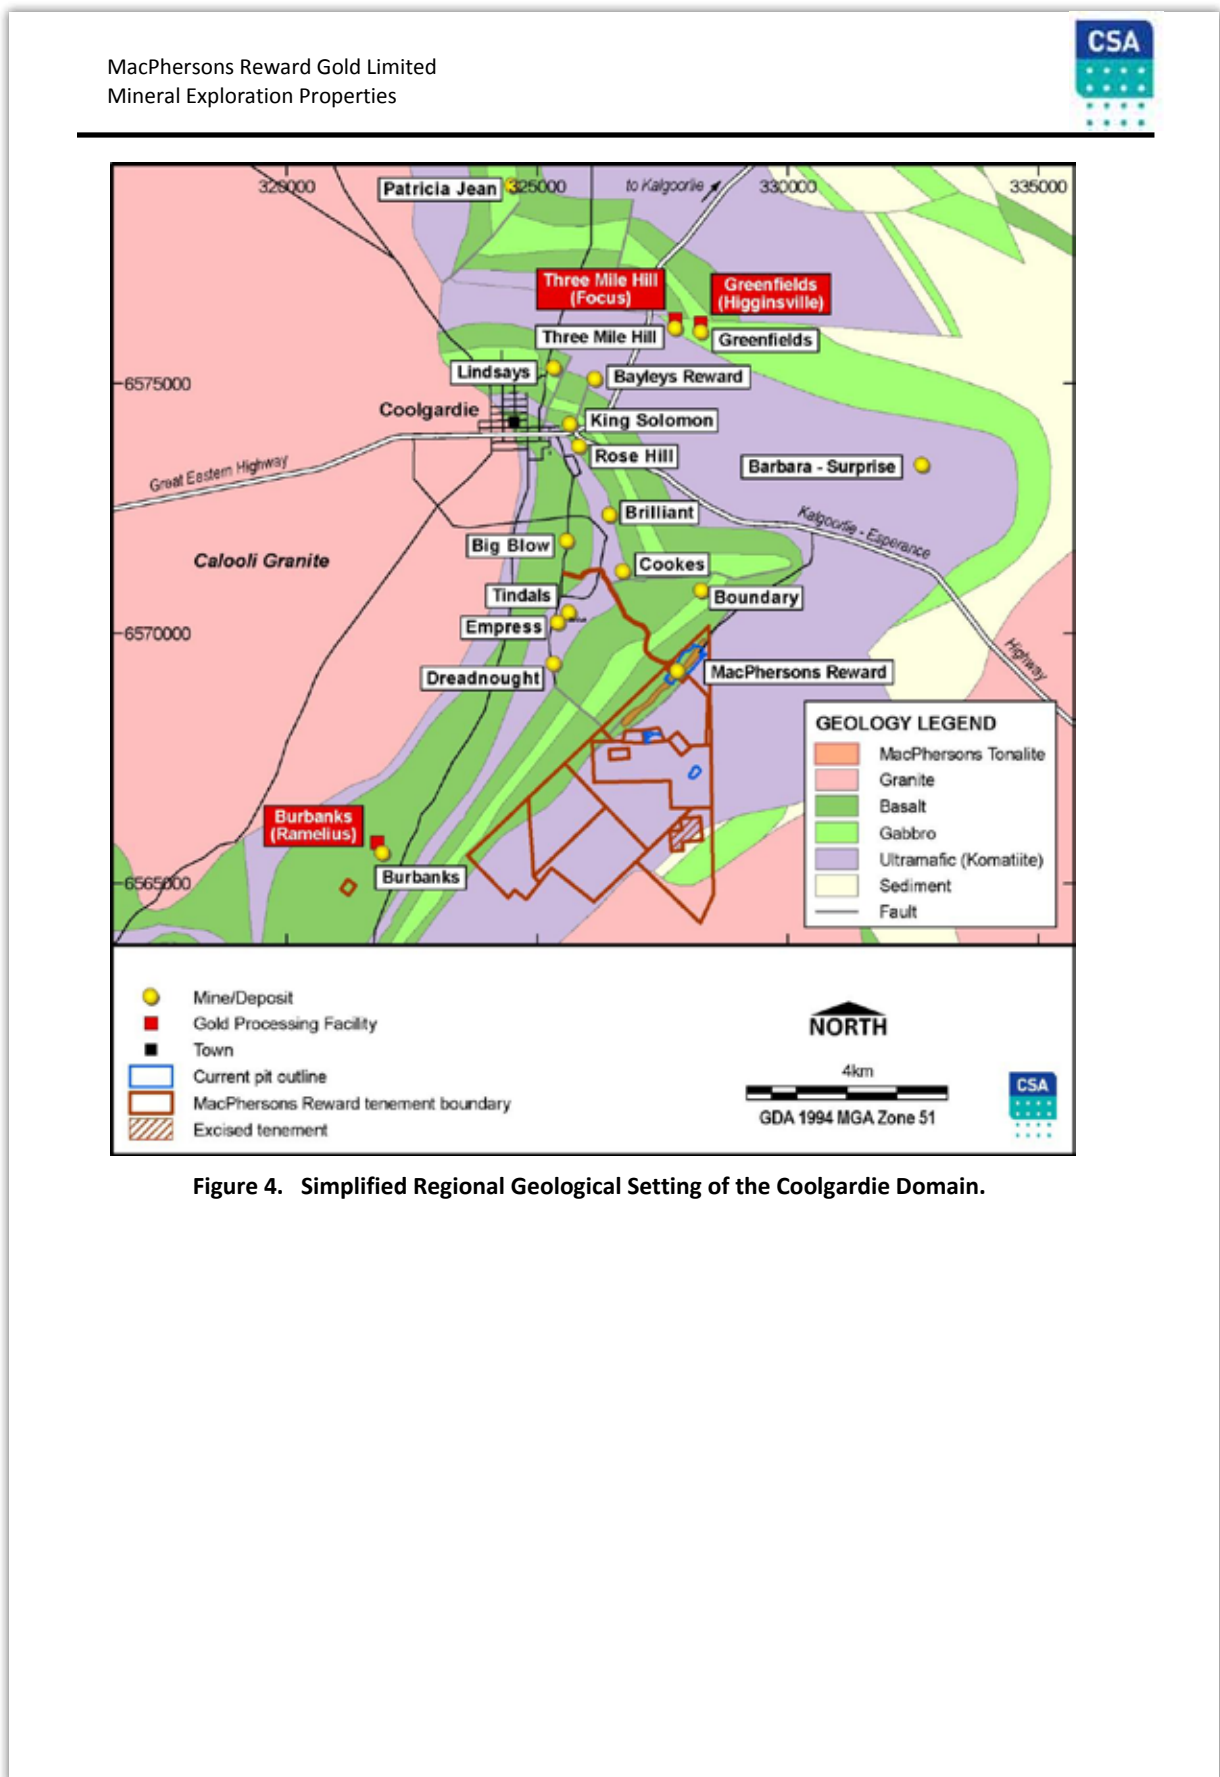 MacPhersons Reward Gold Limited
Mineral Exploration Properties
CSA
320000
Patricia Jean
325000
to Kalgoorlie
330000
335000
Three Mile Hill
(Focus)
Greenfields
(Higginsville)
Three Mile Hill
Greenfields
Lindsays
Bayleys Reward
6575000
Coolgardie
King Solomon
Rose Hill
Barbara - Surprise
Great Eastern Highway
Brilliant
Kalgoorlie - Esperance
Big Blow
Calooli Granite
Cookes
Tindals
Boundary
Empress
6570000
Highway
Dreadnought
MacPhersons Reward
GEOLOGY LEGEND
MacPhersons Tonalite
Granite
Basalt
Gabbro
Ultramafic (Komatiite)
Sediment
Fault
Burbanks
(Ramelius)
Burbanks
6565000
Mine/Deposit
Gold Processing Facility
Town
Current pit outline
MacPhersons Reward tenement boundary
Excised tenement
NORTH
4km
GDA 1994 MGA Zone 51
CSA
Figure 4. Simplified Regional Geological Setting of the Coolgardie Domain.